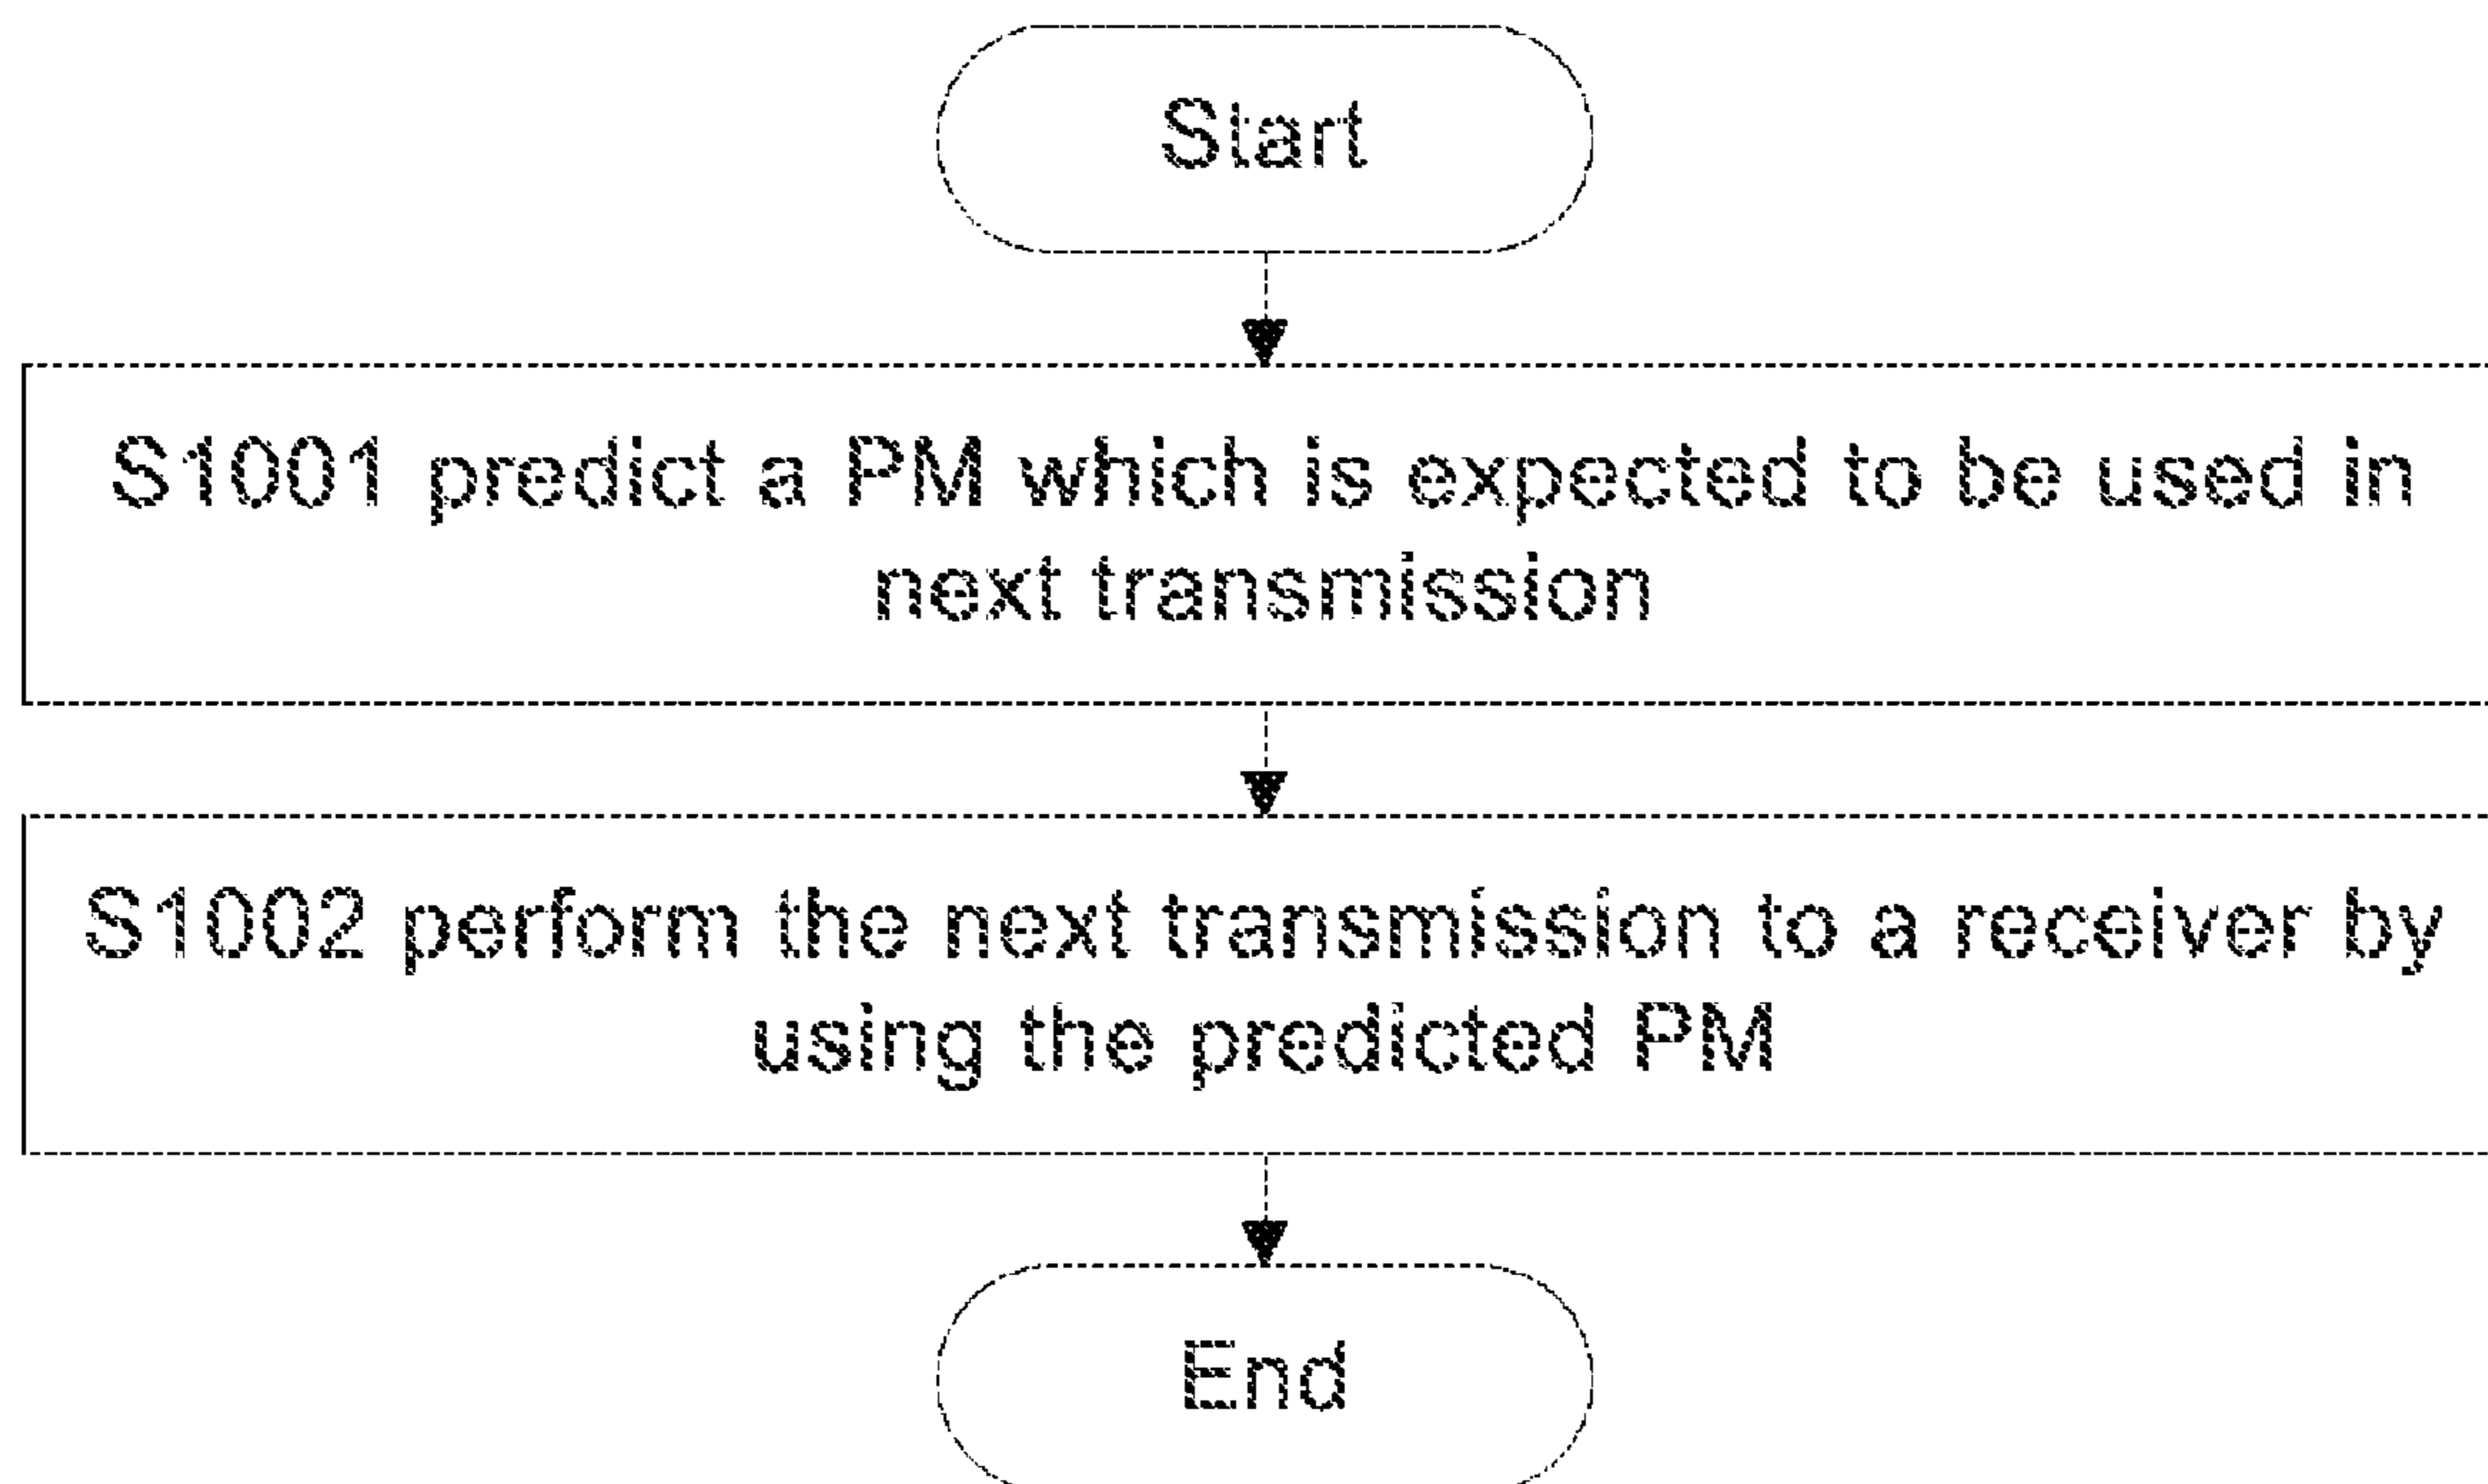 Start
S1001 predict a PM which is expected to be used in
next transmission
S1002 perform the next transmission to a receiver by
using the predicted PM
End